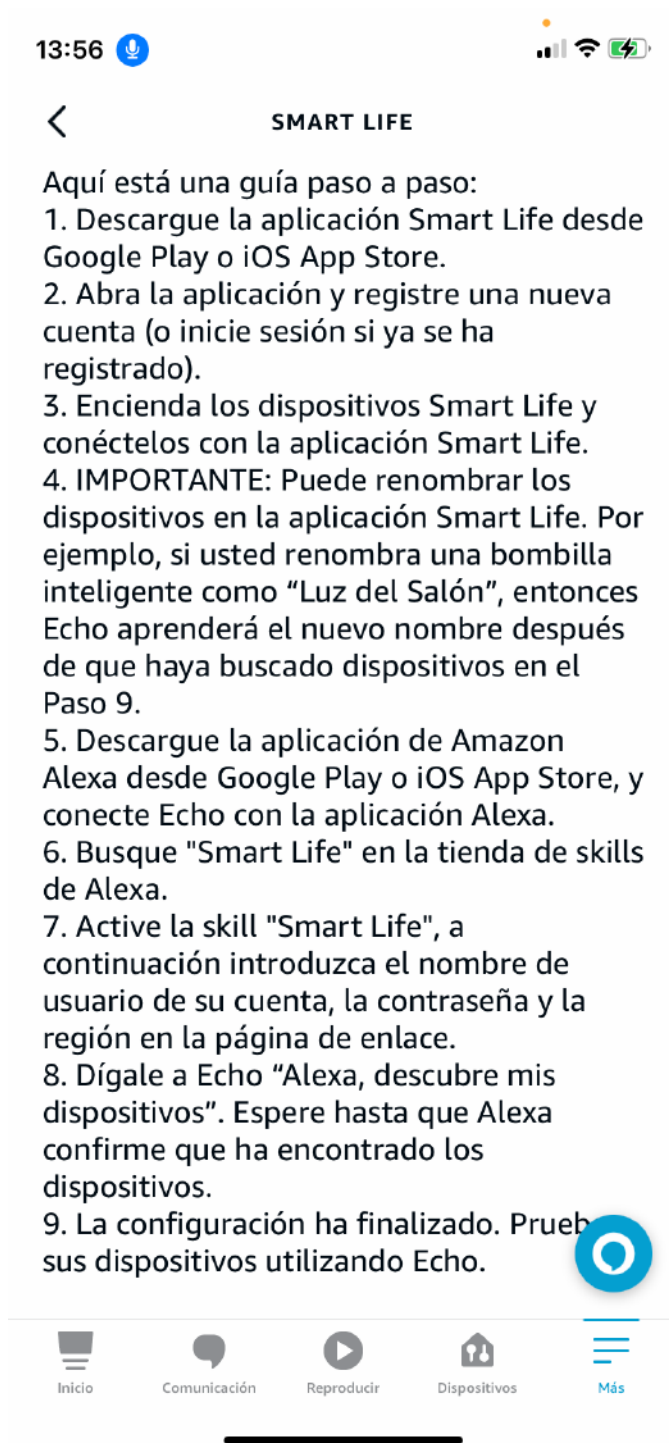 13:56
SMART LIFE
Aquí está una guía paso a paso:
1. Descargue la aplicación Smart Life desde
Google Play o iOS App Store.
2. Abra la aplicación y registre una nueva
cuenta (o inicie sesión si ya se ha
registrado).
3. Encienda los dispositivos Smart Life y
conéctelos con la aplicación Smart Life.
4. IMPORTANTE: Puede renombrar los
dispositivos en la aplicación Smart Life. Por
ejemplo, si usted renombra una bombilla
inteligente como “Luz del Salón”, entonces
Echo aprenderá el nuevo nombre después
de que haya buscado dispositivos en el
Paso 9.
5. Descargue la aplicación de Amazon
Alexa desde Google Play o iOS App Store, y
conecte Echo con la aplicación Alexa.
6. Busque "Smart Life" en la tienda de skills
de Alexa.
7. Active la skill "Smart Life", a
continuación introduzca el nombre de
usuario de su cuenta, la contraseña y la
región en la página de enlace.
8. Dígale a Echo “Alexa, descubre mis
dispositivos”. Espere hasta que Alexa
confirme que ha encontrado los
dispositivos.
9. La configuración ha finalizado.
sus dispositivos utilizando Echo.
Inicio
Comunicación
Reproducir
Dispositivos
Más